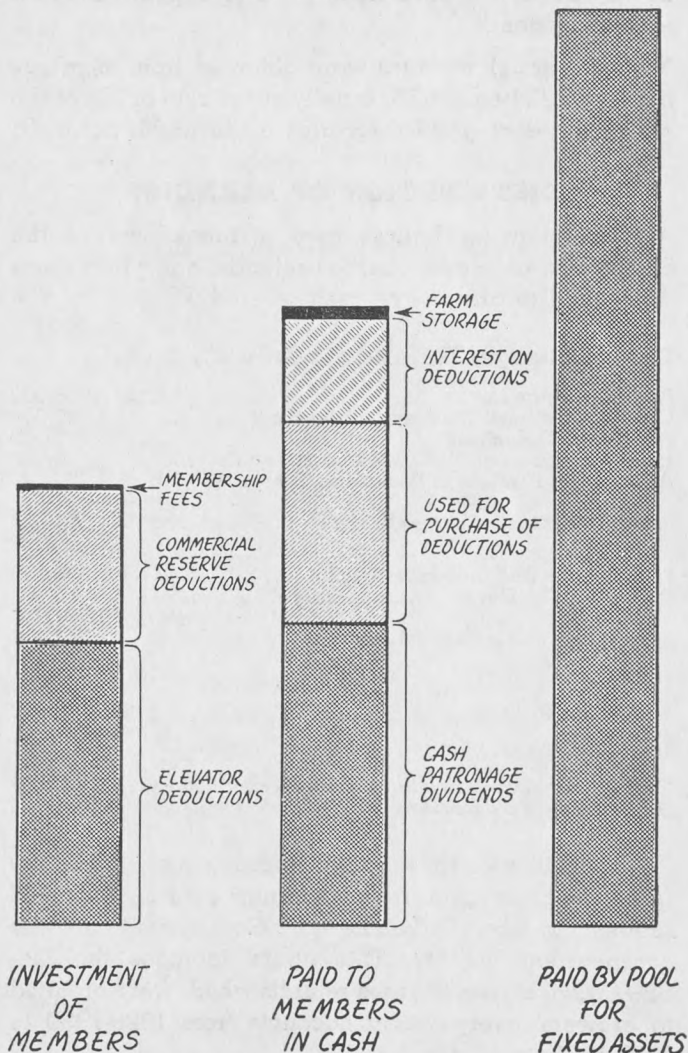 FARM
STORAGE
INTEREST ON
DEDUCTIONS
MEMBERSHIP
FEES
COMMERCIAL
RESERVE
DEDUCTIONS
USED FOR
PURCHASE OF
DEDUCTIONS
ELEVATOR
DEDUCTIONS
CASH
PATRONAGE
DIVIDENDS
INVESTMENT
OF
MEMBERS
PAID TO
MEMBERS
IN CASH
PAID BY POOL
FOR
FIXED ASSETS